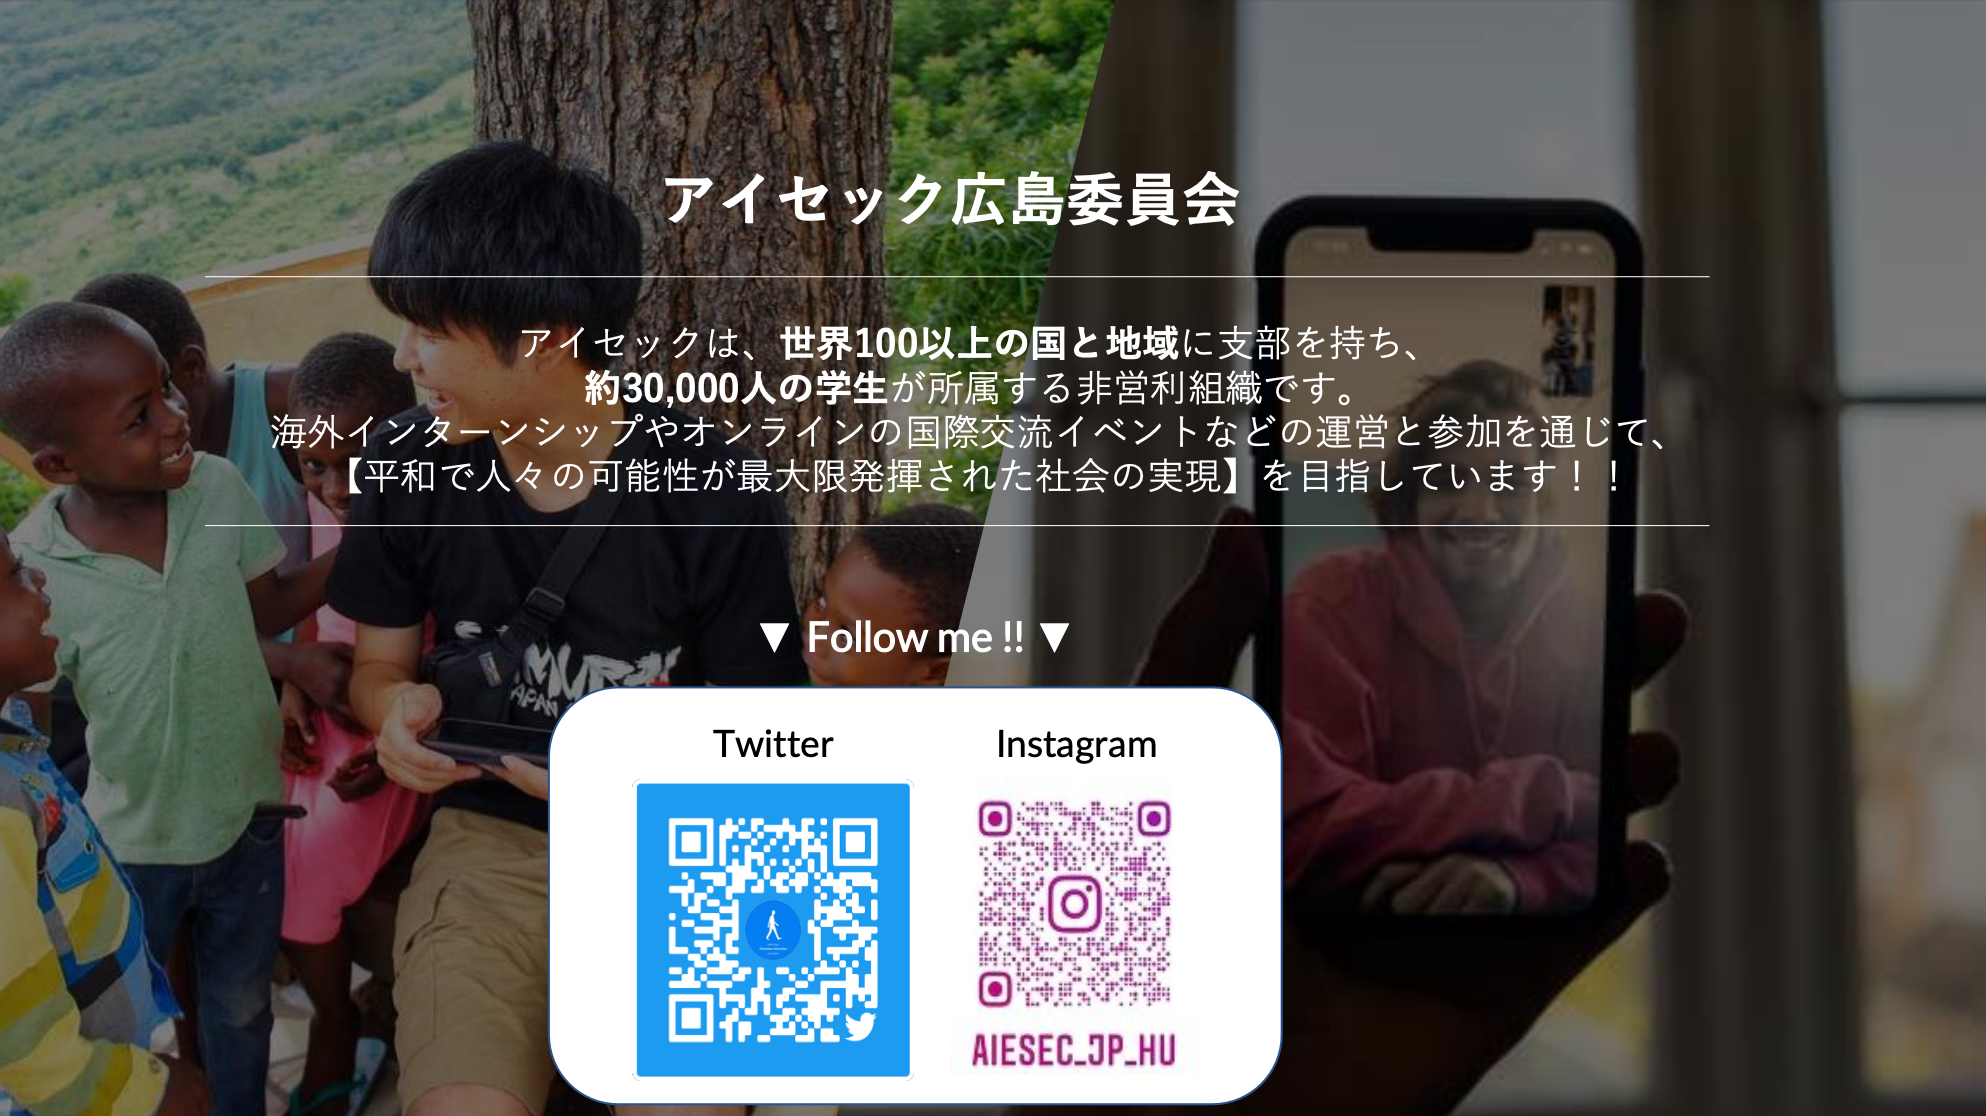 アイセック広島委員会
アイセックは、世界100以上の国と地域に支部を持ち、
約30,000人の学生が所属する非営利組織です。
海外インターンシップやオンラインの国際交流イベントなどの運営と参加を通じて、
【平和で人々の可能性が最大限発揮された社会の実現】を目指しています！！
▼ Follow me !! ▼
Twitter
Instagram
AIESEC_JP_HU